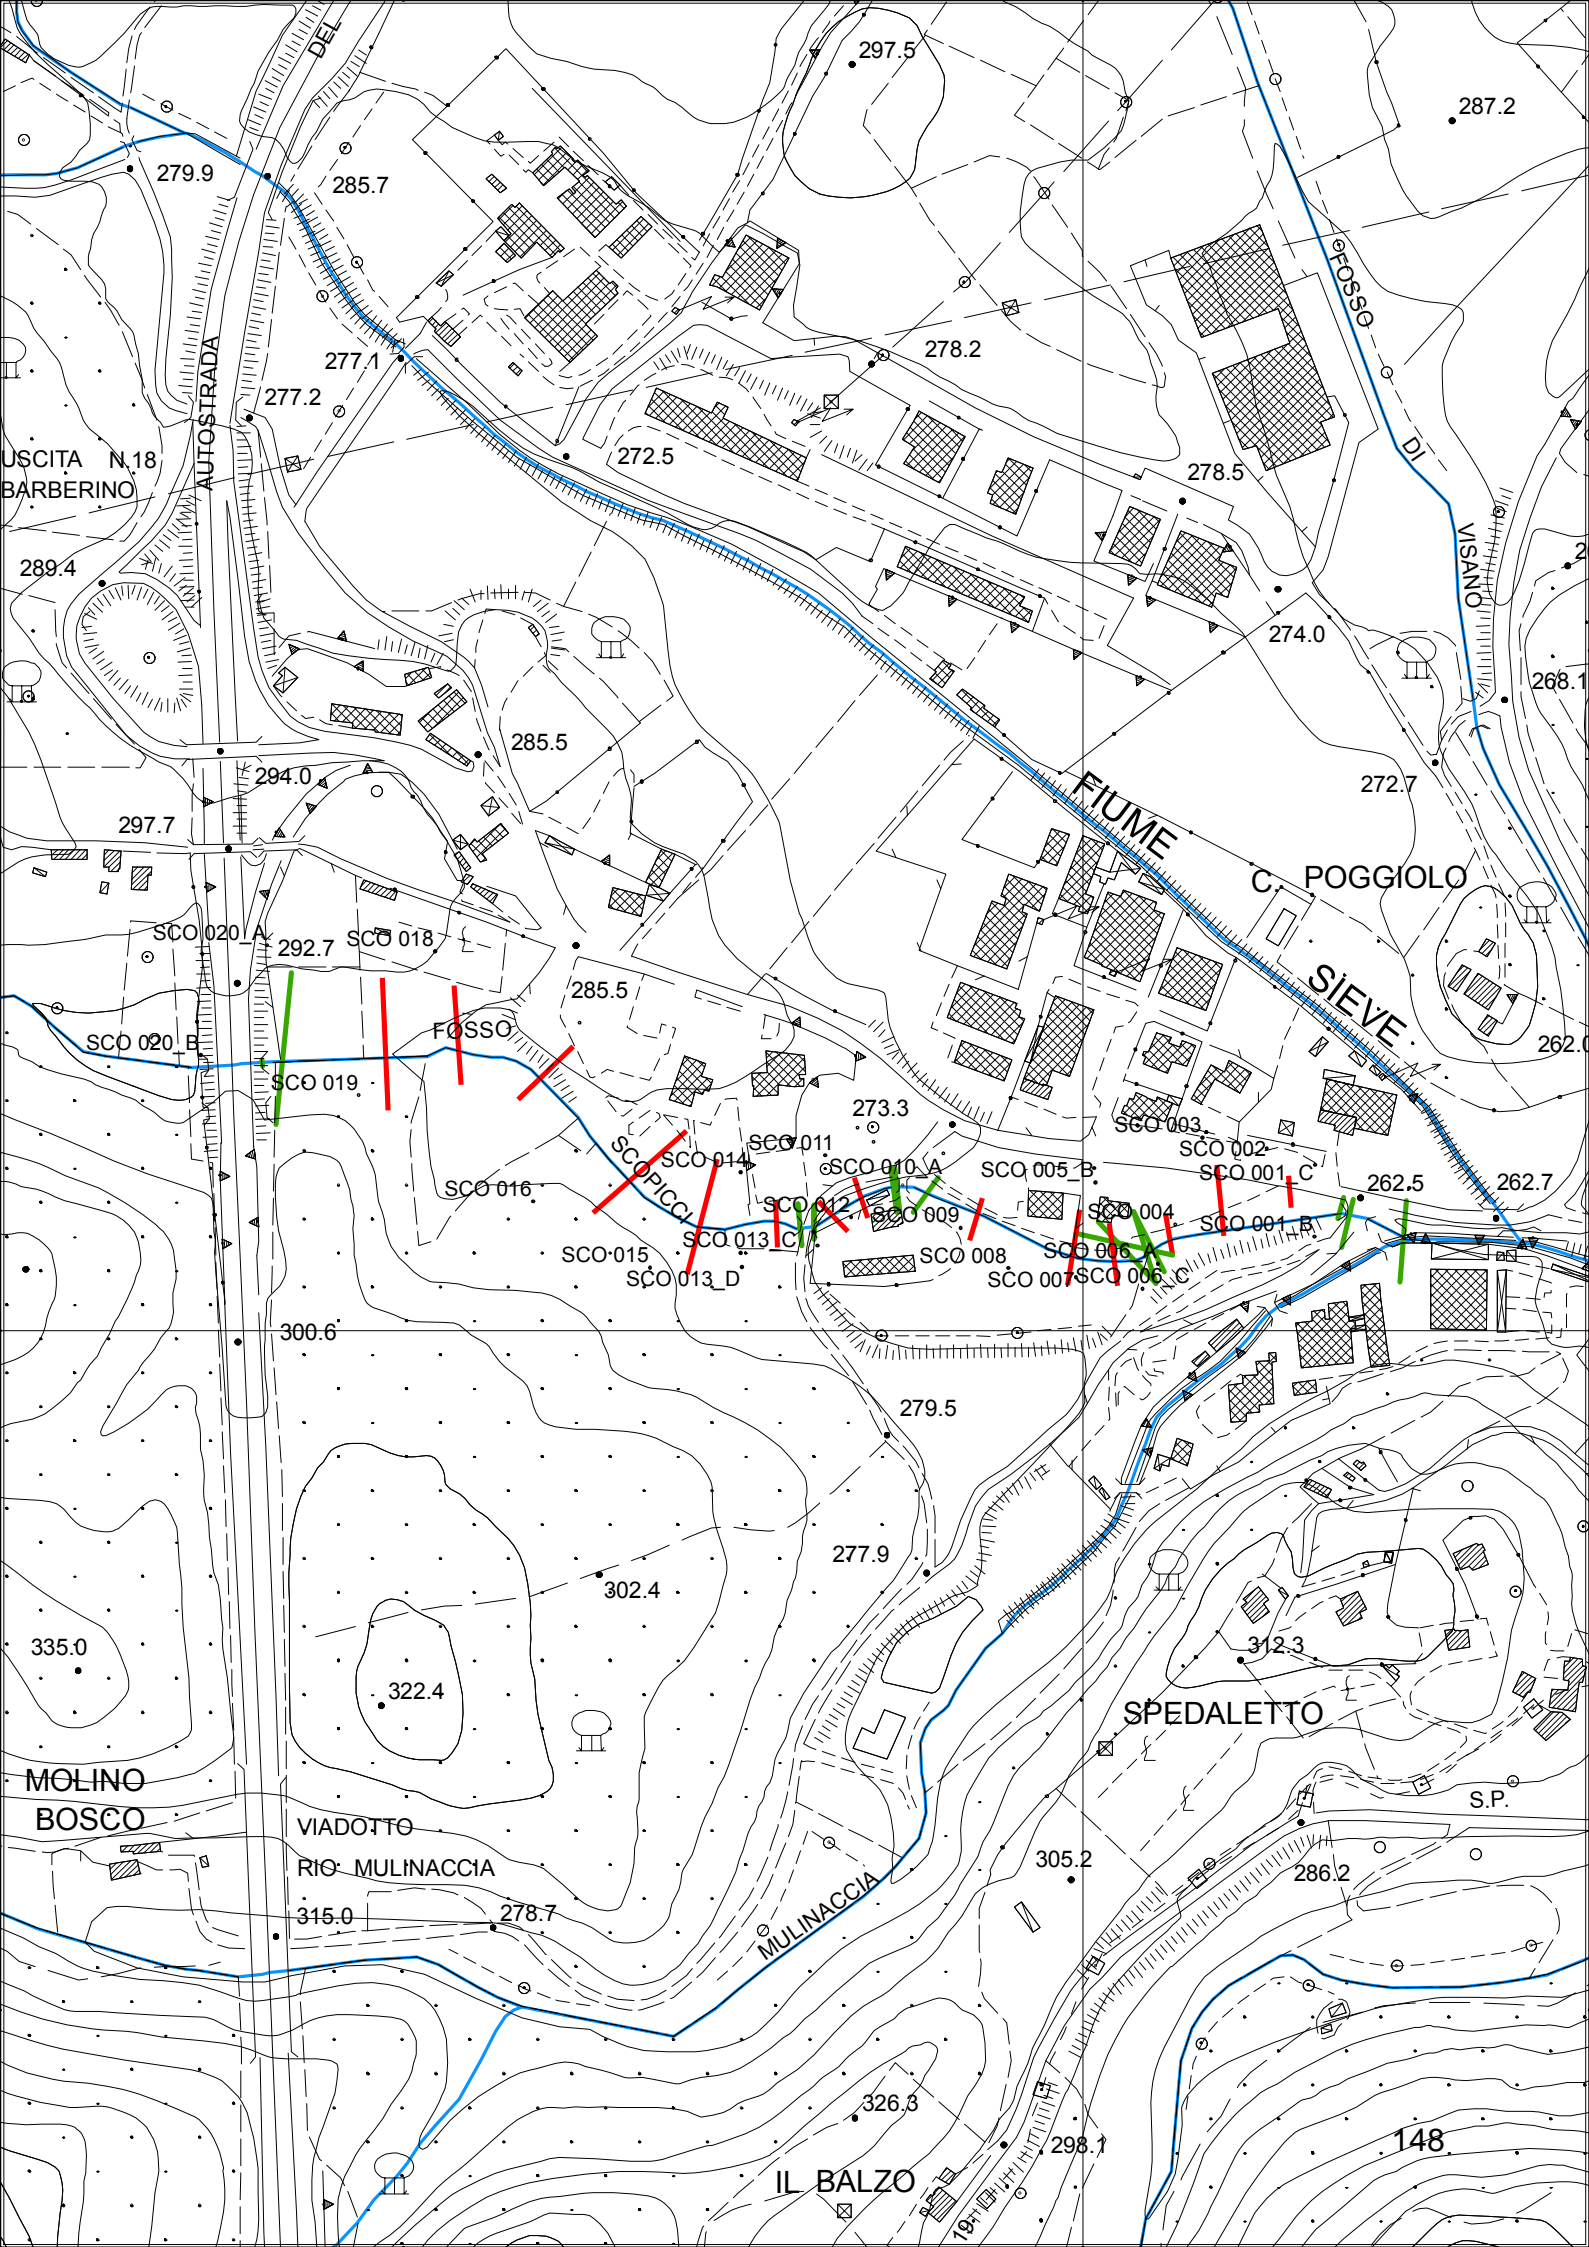 DEL
297.5
287.2
279.9
285.7
FOSSO
278.2
277.1
AUTOSTRADA
277.2
DI
USCITA N.18
BARBERINO
272.5
278.5
VISANO
289.4
274.0
268.1
285.5
294.0
272.7
FIUME
297.7
C. POGGIOLO
SCO 020_A
292.7
SCO 018
SIEVE
285.5
FOSSO
SCO 020_B
262.0
SCO 019
273.3
SCO 003
SCO 011
SCO 002
SCOPICCI
SCO 014
SCO 010_A
SCO 005_B
SCO 001_C
SCO 016
262.5
262.7
SCO 012
SCO 009
SCO 004
SCO 001_B
SCO 013_C
SCO 015
SCO 008
SCO 006_A
SCO 013_D
SCO 007
SCO 006_C
300.6
279.5
277.9
302.4
335.0
312.3
322.4
SPEDALETTO
MOLINO
BOSCO
S.P.
VIADOTTO
RIO MULINACCIA
305.2
286.2
315.0
278.7
MULINACCIA
326.3
298.1
148
IL BALZO
19